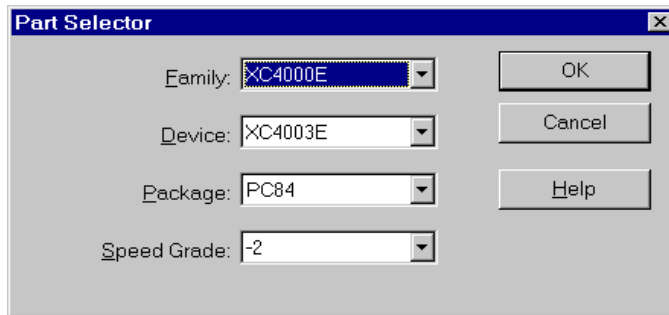 Part Selector
Family: XC4000E
OK
Device: XC4003E
Cancel
Package: PC84
Help
Speed Grade: -2